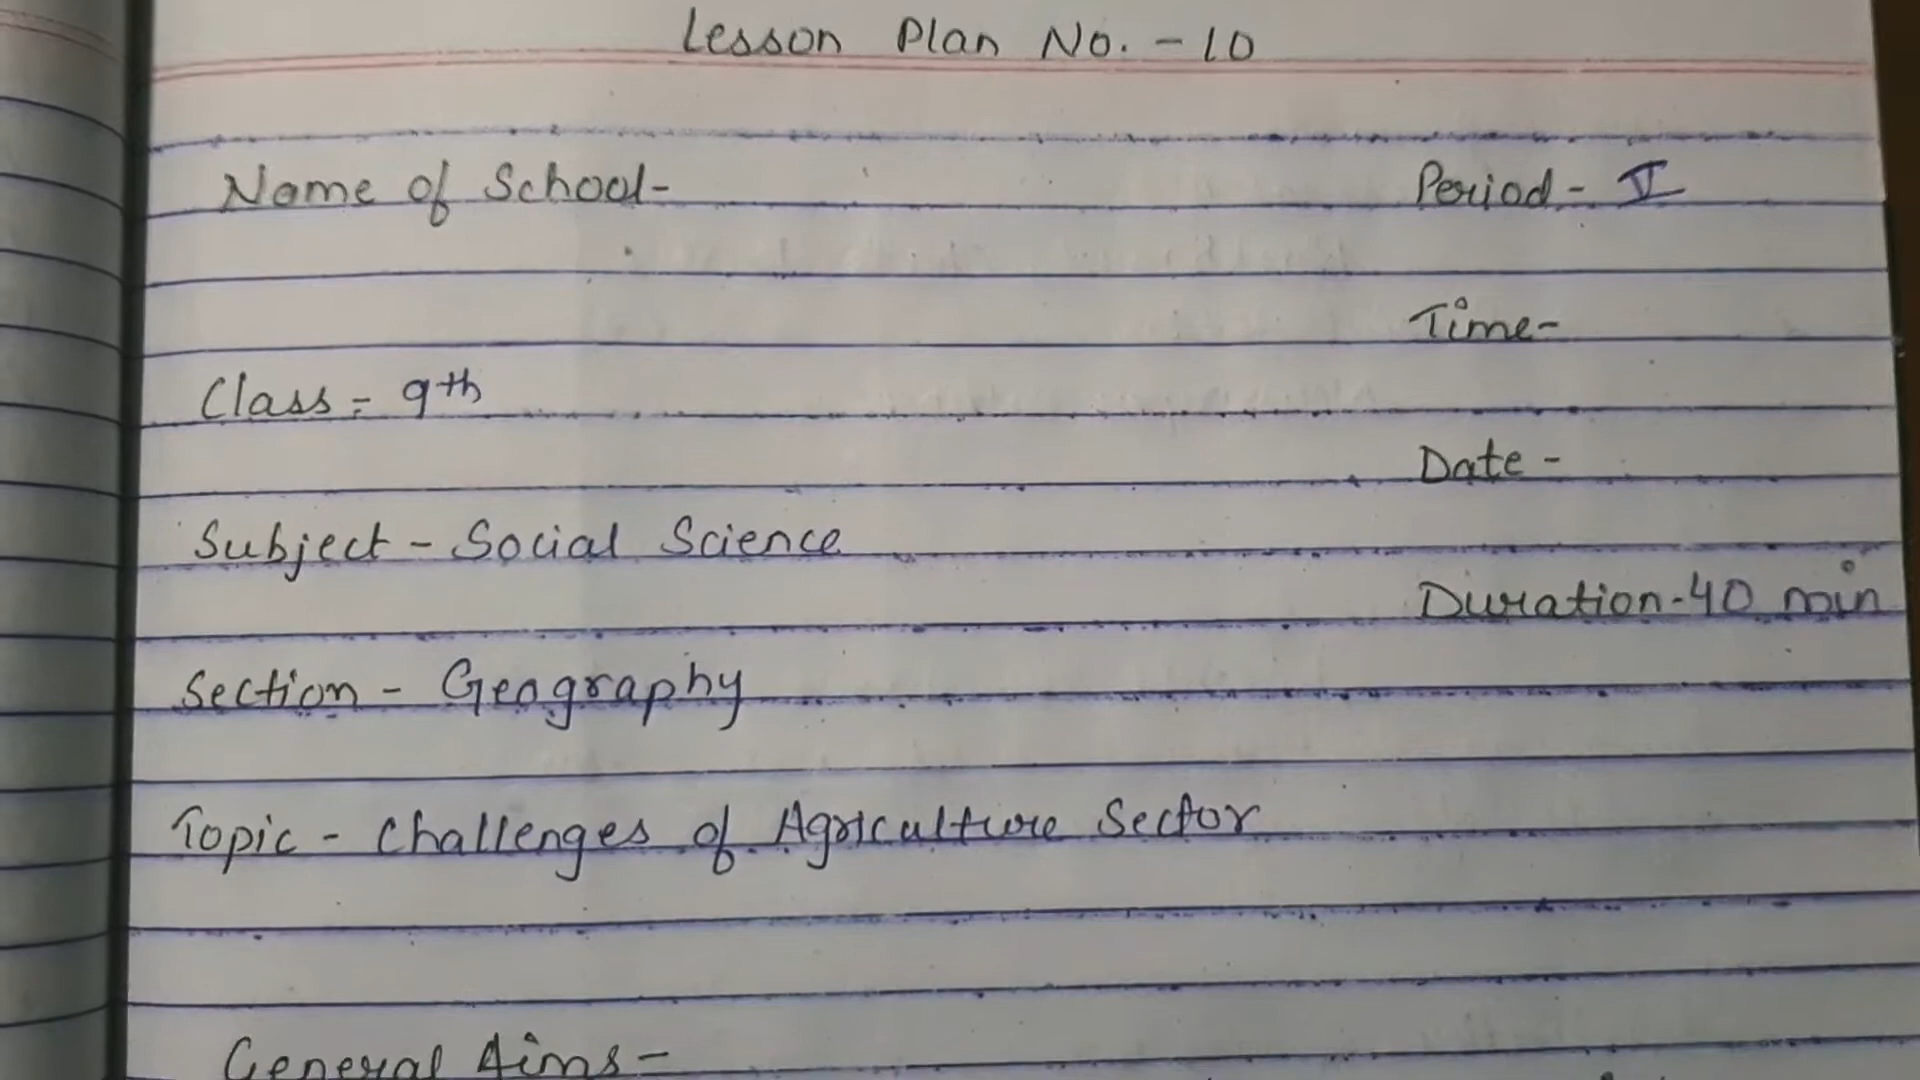 Lesson Plan No. - 10
Name of School-
Period - V
Time-
Class - 9th
Date -
Subject - Social Science
Duration-40 min
Section - Geography
Topic - Challenges of Agriculture Sector
General Aims-